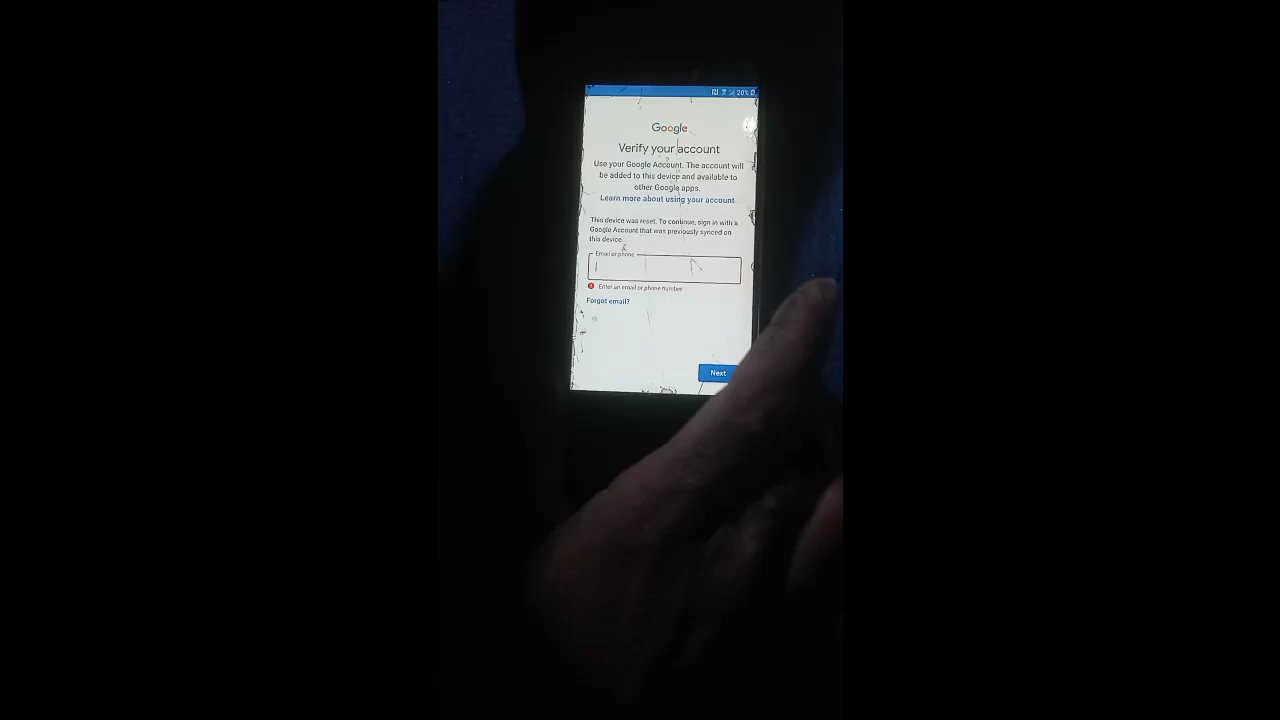 20%
Google
Verify your account
Use your Google Account. The account will
be added to this device and available to
other Google apps.
Learn more about using your account
This device was reset. To continue, sign in with a
Google Account that was previously synced on
this device.
Email or phone
Enter an email or phone number
Forgot email?
Next